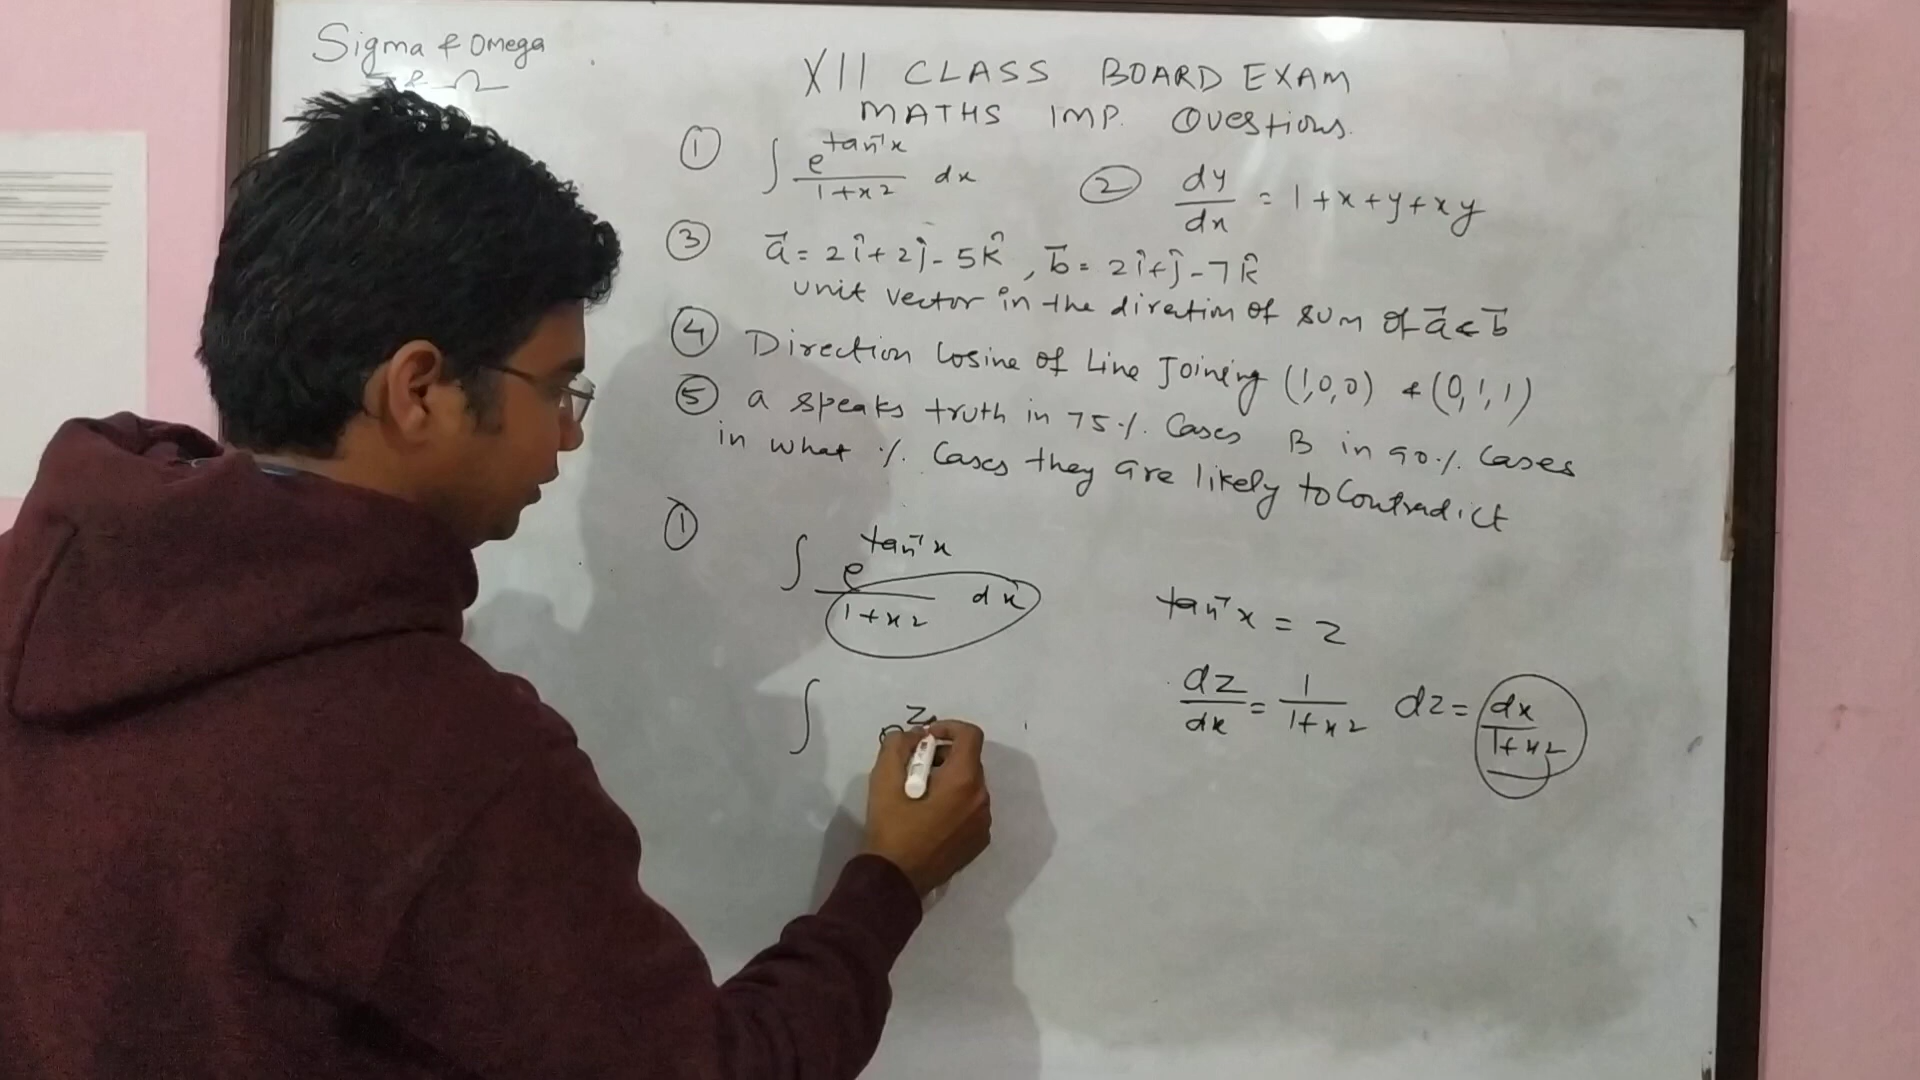 Sigma & Omega
& Ω
XII CLASS BOARD EXAM
MATHS IMP. QUESTIONS.
① ∫ e^(tan⁻¹x)/(1+x²) dx
② dy/dx = 1+x+y+xy
③ a⃗ = 2î+2ĵ-5k̂, b⃗ = 2î+ĵ-7k̂
unit vector in the direction of sum of a⃗ & b⃗
④ Direction Cosine of Line Joining (1,0,0) & (0,1,1)
⑤ a speaks truth in 75% Cases B in 90% Cases
in what % Cases they are likely to Contradict
① ∫ e^(tan⁻¹x)/(1+x²) dx
tan⁻¹x = z
dz/dx = 1/(1+x²) dz = dx/(1+x²)
∫ e^z